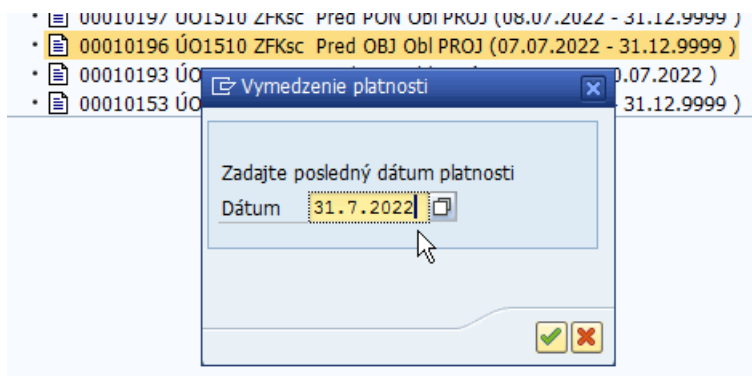 00010197 ÚO1510 ZFKsc Pred PON Obl PROJ (08.07.2022 - 31.12.9999 )
00010196 ÚO1510 ZFKsc Pred OBJ Obl PROJ (07.07.2022 - 31.12.9999 )
00010193 ÚO 0.07.2022 )
00010153 ÚO 31.12.9999 )
Vymedzenie platnosti
Zadajte posledný dátum platnosti
Dátum 31.7.2022